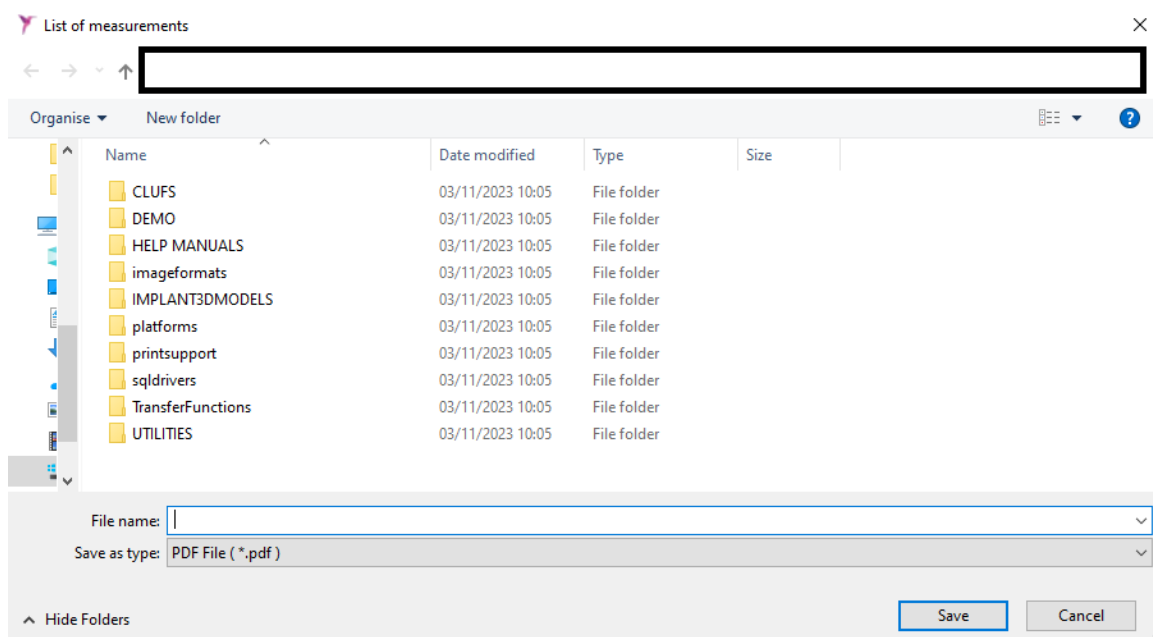 List of measurements
Organise New folder
Name Date modified Type Size
CLUFS 03/11/2023 10:05 File folder
DEMO 03/11/2023 10:05 File folder
HELP MANUALS 03/11/2023 10:05 File folder
imageformats 03/11/2023 10:05 File folder
IMPLANT3DMODELS 03/11/2023 10:05 File folder
platforms 03/11/2023 10:05 File folder
printsupport 03/11/2023 10:05 File folder
sqldrivers 03/11/2023 10:05 File folder
TransferFunctions 03/11/2023 10:05 File folder
UTILITIES 03/11/2023 10:05 File folder
File name:
Save as type: PDF File ( *.pdf )
Hide Folders Save Cancel